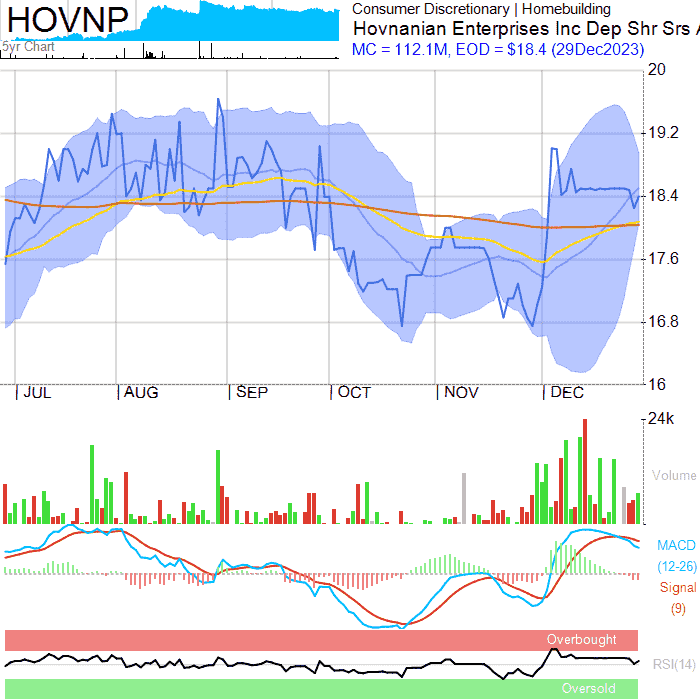 HOVNP
5yr Chart
Consumer Discretionary | Homebuilding
Hovnanian Enterprises Inc Dep Shr Srs A
MC = 112.1M, EOD = $18.4 (29Dec2023)
20
19.2
18.4
17.6
16.8
16
JUL AUG SEP OCT NOV DEC
24k
Volume
MACD
(12-26)
Signal
(9)
Overbought
RSI(14)
Oversold